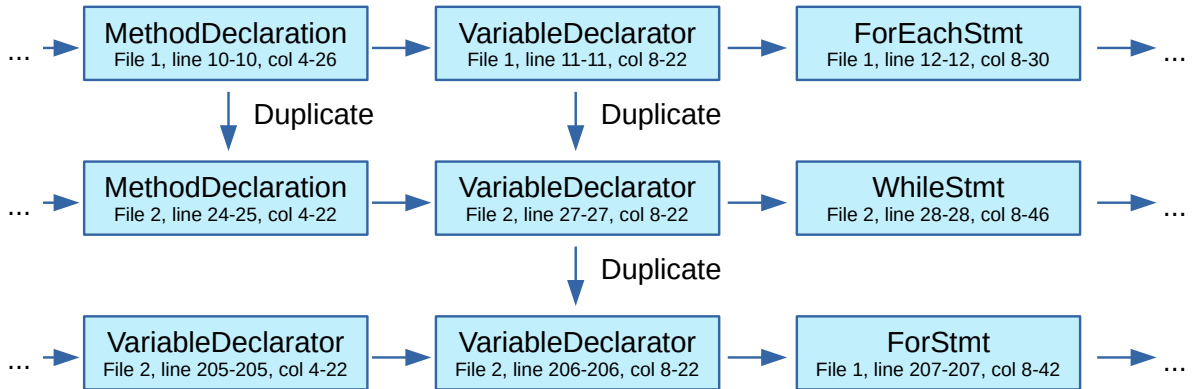 MethodDeclaration
File 1, line 10-10, col 4-26
VariableDeclarator
File 1, line 11-11, col 8-22
ForEachStmt
File 1, line 12-12, col 8-30
...
...
Duplicate
Duplicate
MethodDeclaration
File 2, line 24-25, col 4-22
VariableDeclarator
File 2, line 27-27, col 8-22
WhileStmt
File 2, line 28-28, col 8-46
...
...
Duplicate
VariableDeclarator
File 2, line 205-205, col 4-22
VariableDeclarator
File 2, line 206-206, col 8-22
ForStmt
File 1, line 207-207, col 8-42
...
...